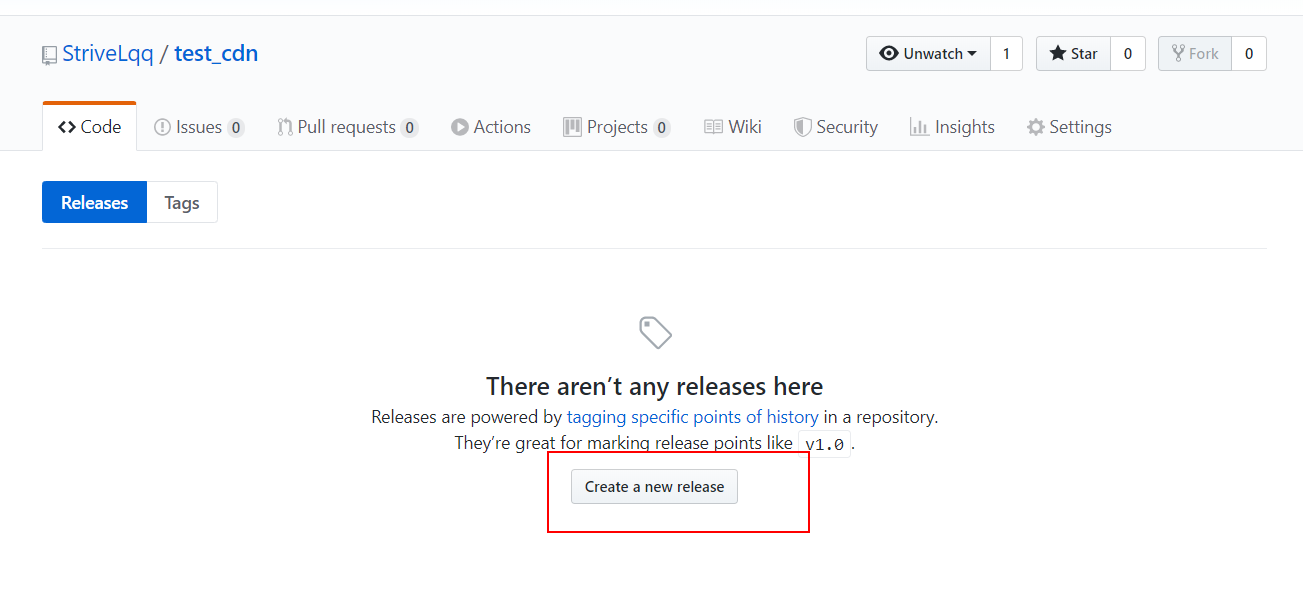 StriveLqq / test_cdn
Unwatch 1 Star 0 Fork 0
Code Issues 0 Pull requests 0 Actions Projects 0 Wiki Security Insights Settings
Releases Tags
There aren’t any releases here
Releases are powered by tagging specific points of history in a repository.
They’re great for marking release points like v1.0.
Create a new release